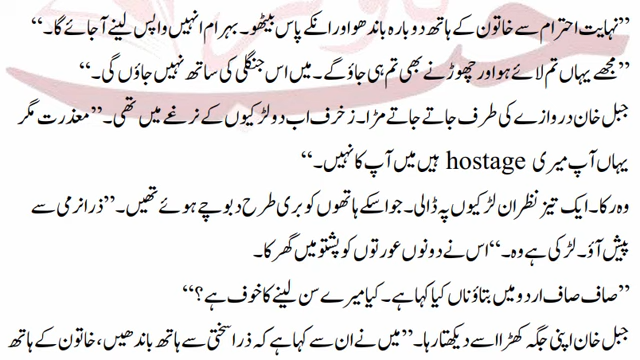 ”نہایت احترام سے خاتون کے ہاتھ دوبارہ باندھو اور انکے پاس بیٹھو۔ بہرام انہیں واپس لینے آ جائے گا۔“
”مجھے یہاں تم لائے ہو اور چھوڑنے بھی تم ہی جاؤ گے۔ میں اس جنگلی کی ساتھ نہیں جاؤں گی۔“
جبل خان دروازے کی طرف جاتے جاتے مڑا۔ زخرف اب دو لڑکیوں کے نرغے میں تھی۔ ”معذرت مگر
یہاں آپ میری hostage ہیں میں آپ کا نہیں۔“
وہ رکا۔ ایک تیز نظر ان لڑکیوں پہ ڈالی۔ جو اسکے ہاتھوں کو بری طرح دبوچے ہوئے تھیں۔ ”ذرا نرمی سے
پیش آؤ۔ لڑکی ہے وہ۔“ اس نے دونوں عورتوں کو پشتو میں گھرکا۔
”صاف صاف اردو میں بتاؤ ناں کیا کہا ہے۔ کیا میرے سن لینے کا خوف ہے؟“
جبل خان اپنی جگہ کھڑا اسے دیکھتا رہا۔ ”میں نے ان سے کہا ہے کہ ذرا سختی سے ہاتھ باندھیں، خاتون کے ہاتھ